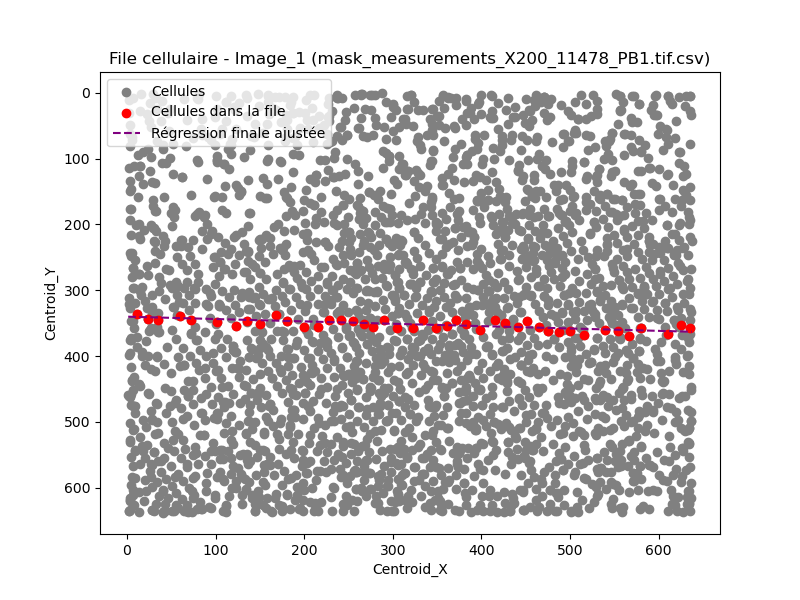 File cellulaire - Image_1 (mask_measurements_X200_11478_PB1.tif.csv)
Cellules
Cellules dans la file
Régression finale ajustée
0
100
200
300
400
500
600
Centroid_Y
0 100 200 300 400 500 600
Centroid_X